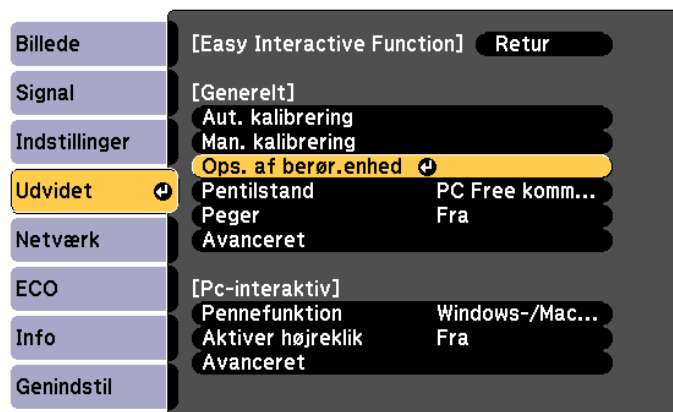 Billede
Signal
Indstillinger
Udvidet
Netværk
ECO
Info
Genindstil
[Easy Interactive Function] Retur
[Generelt]
Aut. kalibrering
Man. kalibrering
Ops. af berør.enhed
Pentilstand PC Free komm...
Peger Fra
Avanceret
[Pc-interaktiv]
Pennefunktion Windows-/Mac...
Aktiver højreklik Fra
Avanceret